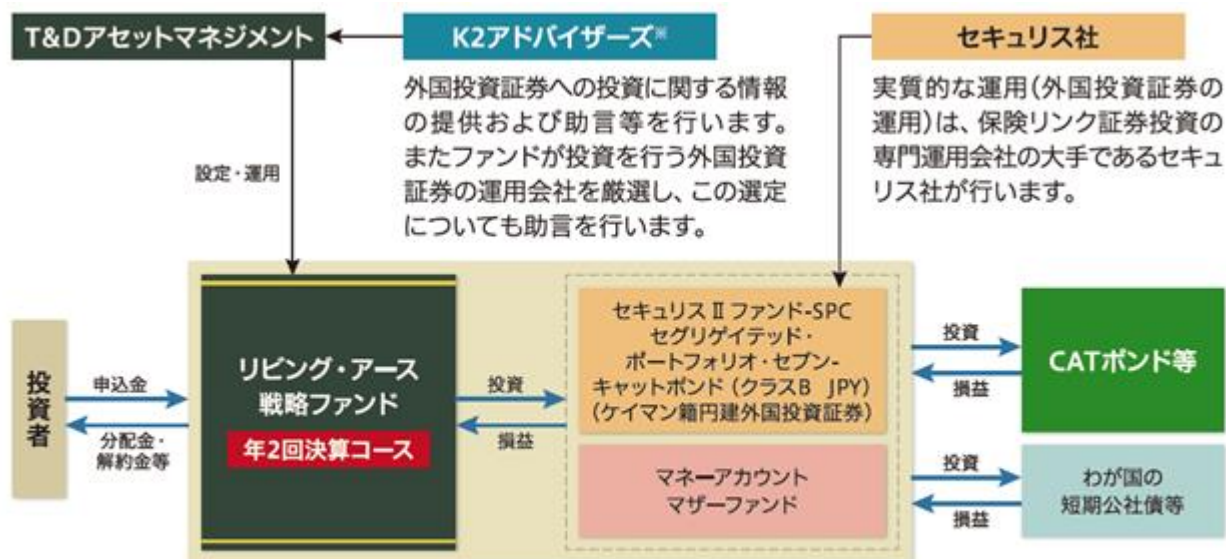 T&Dアセットマネジメント
K2アドバイザーズ※
セキュリス社
外国投資証券への投資に関する情報
の提供および助言等を行います。
またファンドが投資を行う外国投資
証券の運用会社を厳選し、この選定
についても助言を行います。
実質的な運用（外国投資証券の
運用）は、保険リンク証券投資の
専門運用会社の大手であるセキュ
リス社が行います。
設定・運用
投資者
申込金
分配金・
解約金等
リビング・アース
戦略ファンド
年2回決算コース
投資
損益
セキュリス II ファンド-SPC
セグリゲイテッド・
ポートフォリオ・セブン-
キャットボンド（クラスB JPY）
（ケイマン籍円建外国投資証券）
マネーアカウント
マザーファンド
投資
損益
CATボンド等
投資
損益
わが国の
短期公社債等